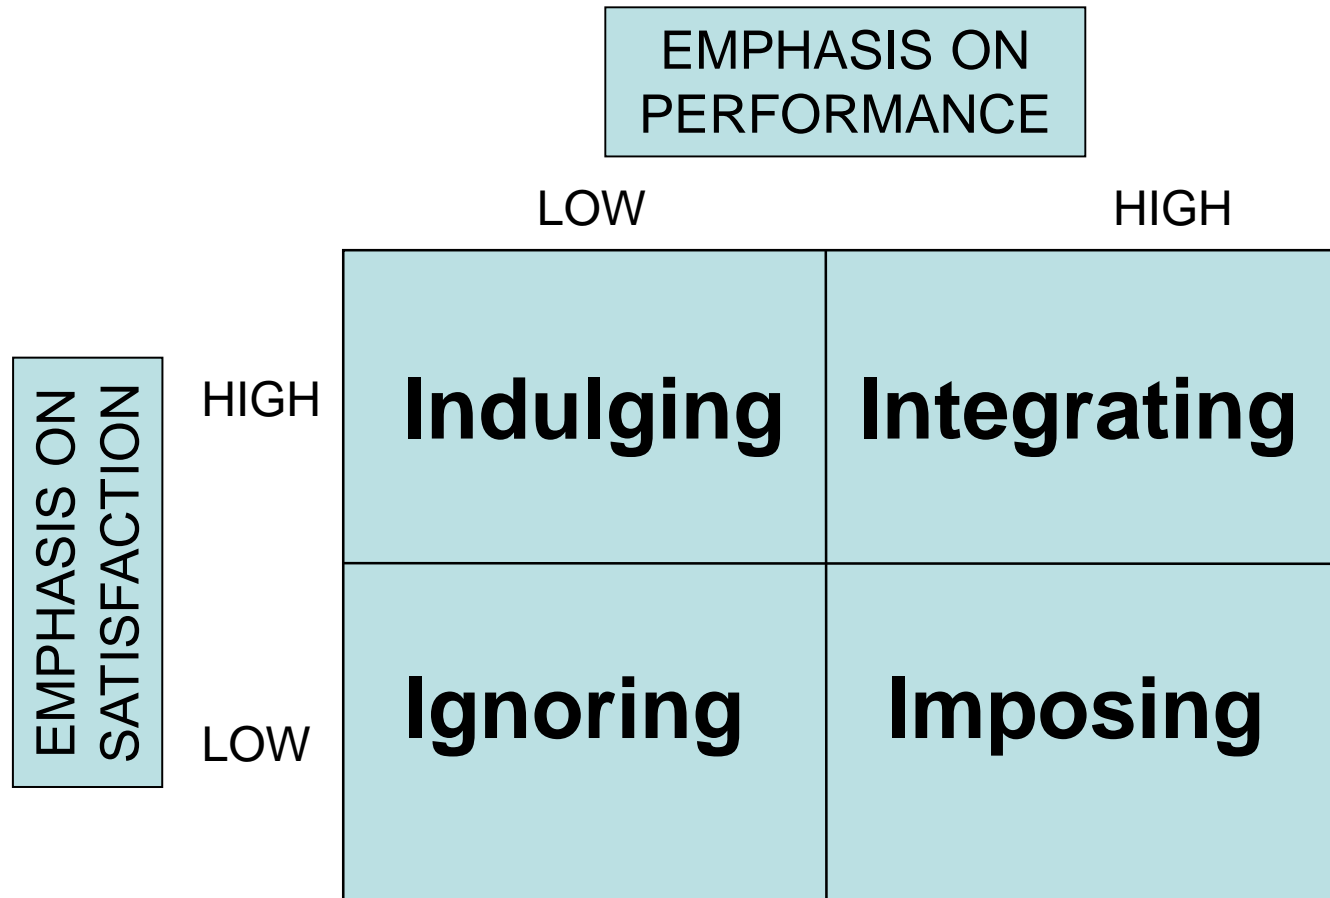 EMPHASIS ON
PERFORMANCE
LOW
HIGH
EMPHASIS ON
SATISFACTION
HIGH
Indulging
Integrating
LOW
Ignoring
Imposing